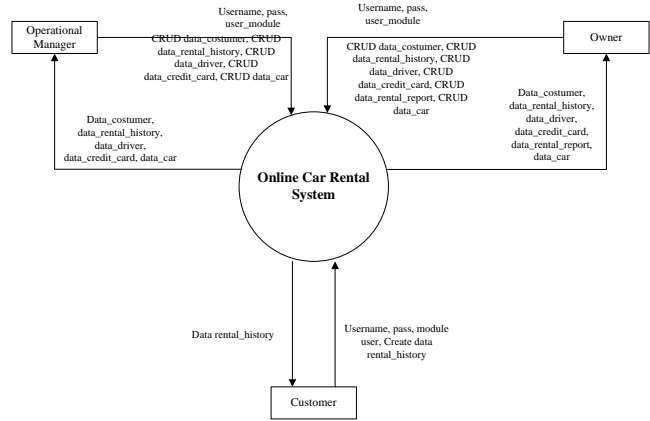 Operational
Manager
Username, pass,
user_module
CRUD data_costumer, CRUD
data_rental_history, CRUD
data_driver, CRUD
data_credit_card, CRUD data_car
Username, pass,
user_module
CRUD data_costumer, CRUD
data_rental_history, CRUD
data_driver, CRUD
data_credit_card, CRUD
data_rental_report, CRUD
data_car
Owner
Data_costumer,
data_rental_history,
data_driver,
data_credit_card, data_car
Data_costumer,
data_rental_history,
data_driver,
data_credit_card,
data_rental_report,
data_car
Online Car Rental
System
Data rental_history
Username, pass, module
user, Create data
rental_history
Customer